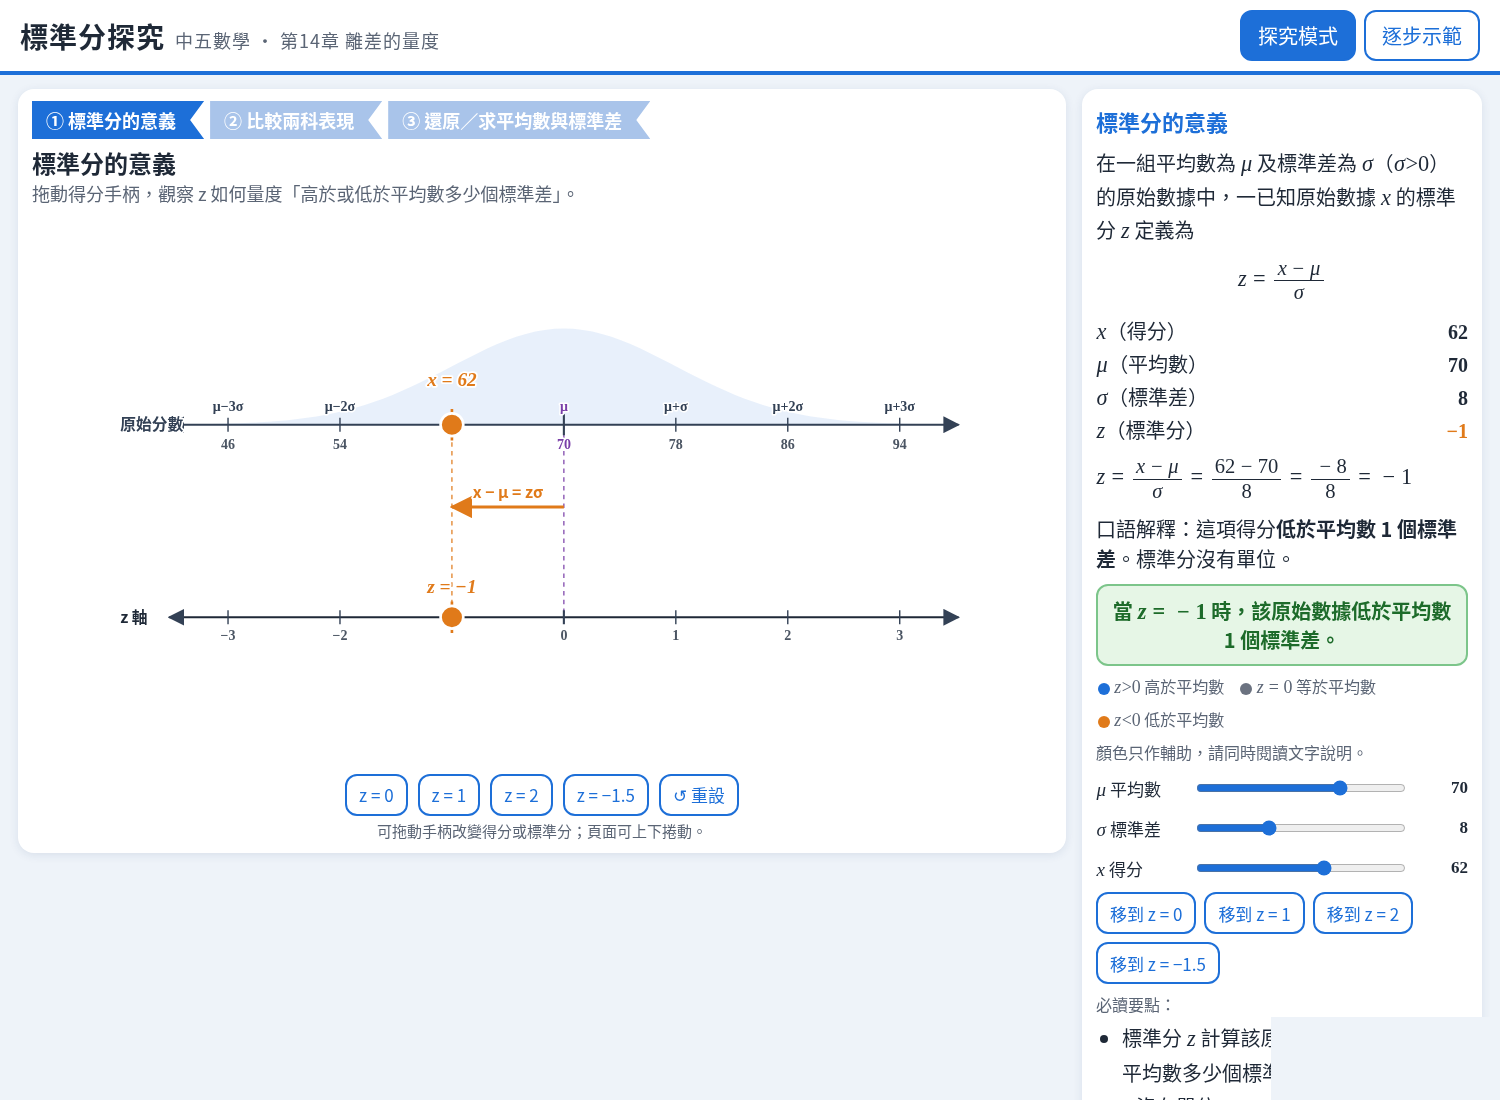 標準分探究 中五數學 · 第14章 離差的量度
探究模式
逐步示範
① 標準分的意義
② 比較兩科表現
③ 還原／求平均數與標準差
標準分的意義
拖動得分手柄，觀察 z 如何量度「高於或低於平均數多少個標準差」。
x = 62
μ−3σ μ−2σ μ μ+σ μ+2σ μ+3σ
原始分數
46 54 70 78 86 94
x − μ = zσ
z = −1
z 軸
−3 −2 0 1 2 3
z = 0
z = 1
z = 2
z = −1.5
↺ 重設
可拖動手柄改變得分或標準分；頁面可上下捲動。
標準分的意義
在一組平均數為 μ 及標準差為 σ（σ>0）
的原始數據中，一已知原始數據 x 的標準
分 z 定義為
z = (x − μ)/σ
x（得分） 62
μ（平均數） 70
σ（標準差） 8
z（標準分） −1
z = (x − μ)/σ = (62 − 70)/8 = −8/8 = −1
口語解釋：這項得分低於平均數 1 個標準
差。標準分沒有單位。
當 z = −1 時，該原始數據低於平均數
1 個標準差。
z>0 高於平均數 z = 0 等於平均數
z<0 低於平均數
顏色只作輔助，請同時閱讀文字說明。
μ 平均數 70
σ 標準差 8
x 得分 62
移到 z = 0
移到 z = 1
移到 z = 2
移到 z = −1.5
必讀要點：
標準分 z 計算該
平均數多少個標